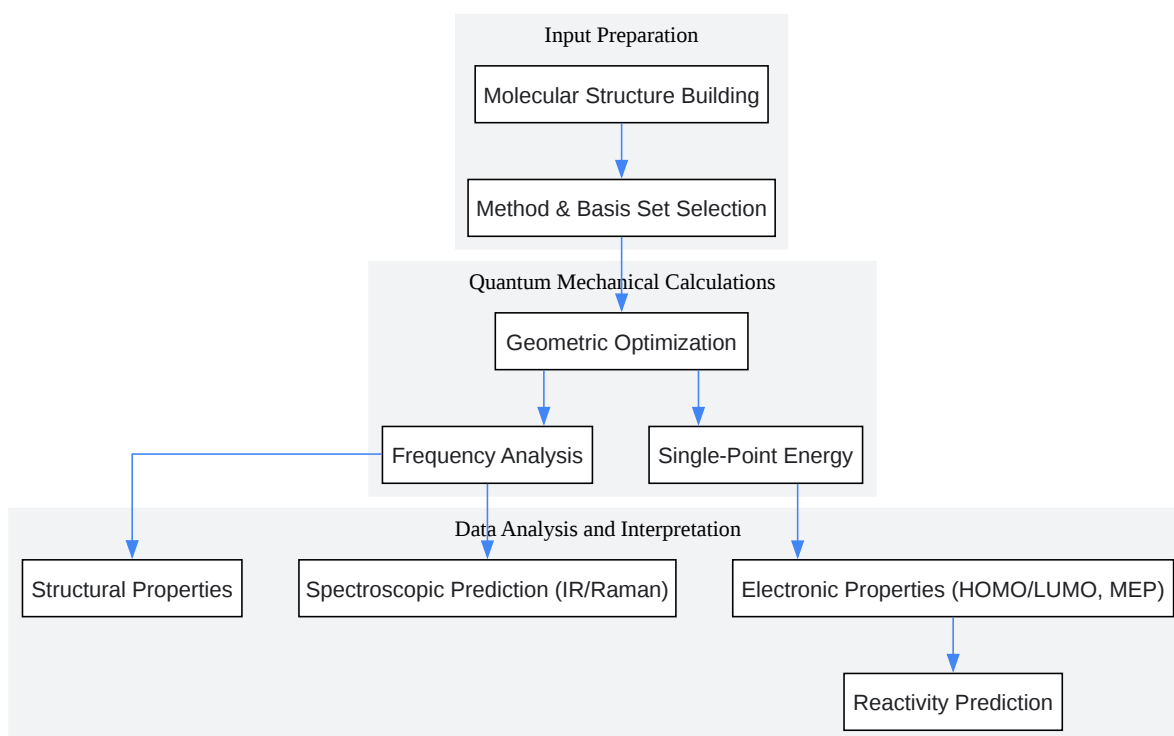 Input Preparation
Molecular Structure Building
Method & Basis Set Selection
Quantum Mechanical Calculations
Geometric Optimization
Frequency Analysis
Single-Point Energy
Data Analysis and Interpretation
Structural Properties
Spectroscopic Prediction (IR/Raman)
Electronic Properties (HOMO/LUMO, MEP)
Reactivity Prediction